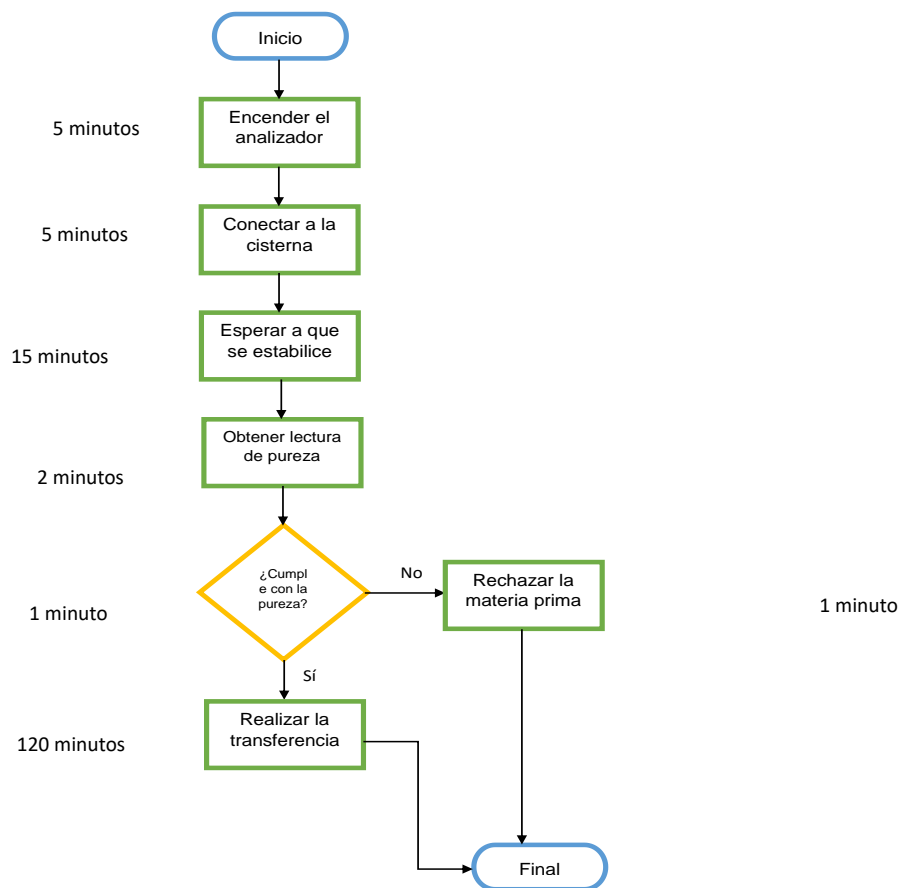 Inicio
5 minutos
Encender el
analizador
5 minutos
Conectar a la
cisterna
15 minutos
Esperar a que
se estabilice
2 minutos
Obtener lectura
de pureza
1 minuto
¿Cumpl
e con la
pureza?
No
Rechazar la
materia prima
1 minuto
Sí
120 minutos
Realizar la
transferencia
Final